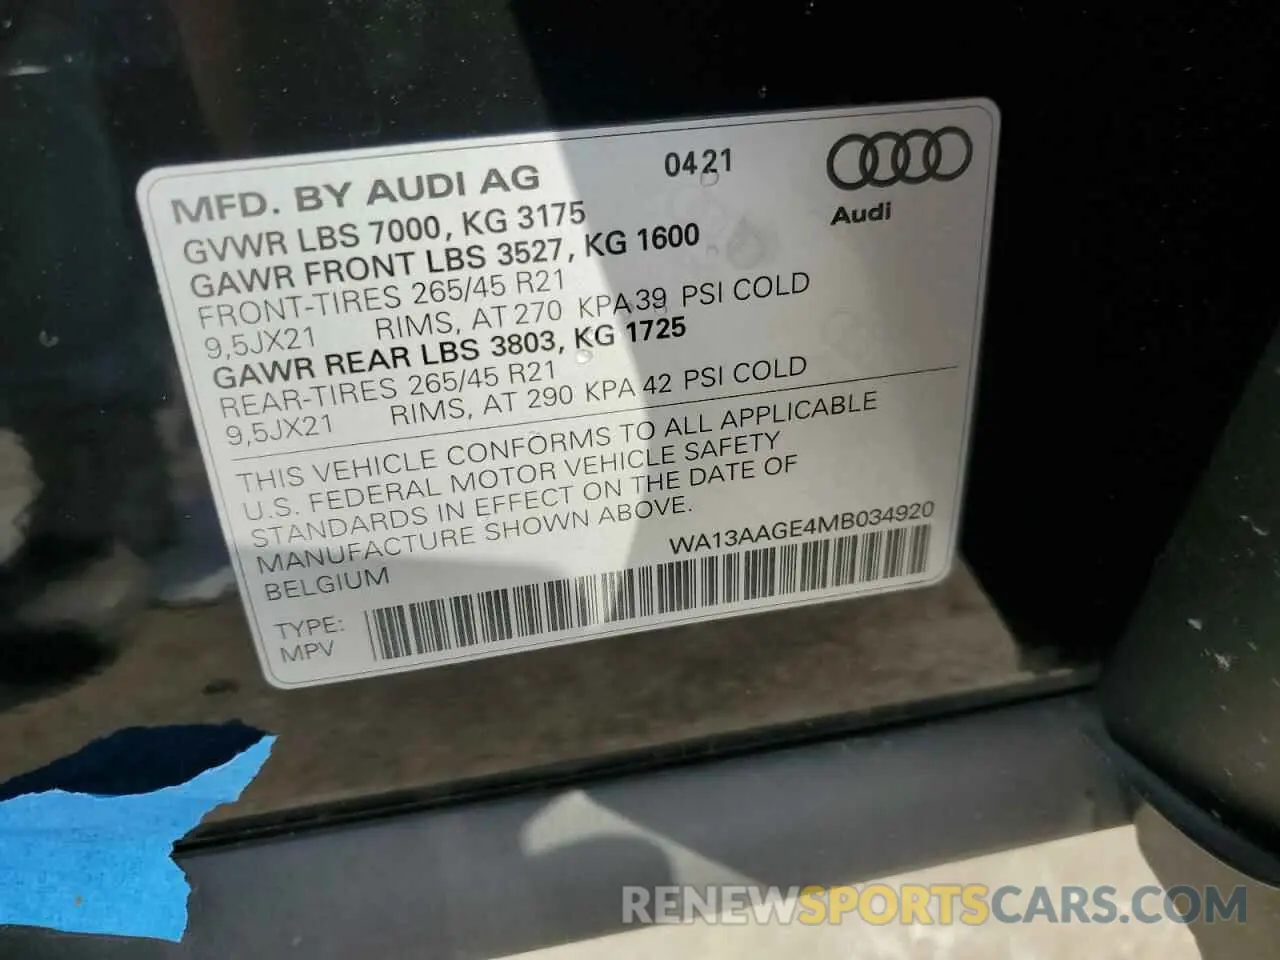 MFD. BY AUDI AG 0421
Audi
GVWR LBS 7000, KG 3175
GAWR FRONT LBS 3527, KG 1600
FRONT-TIRES 265/45 R21
9,5JX21 RIMS, AT 270 KPA 39 PSI COLD
GAWR REAR LBS 3803, KG 1725
REAR-TIRES 265/45 R21
9,5JX21 RIMS, AT 290 KPA 42 PSI COLD
THIS VEHICLE CONFORMS TO ALL APPLICABLE
U.S. FEDERAL MOTOR VEHICLE SAFETY
STANDARDS IN EFFECT ON THE DATE OF
MANUFACTURE SHOWN ABOVE.
BELGIUM WA13AAGE4MB034920
TYPE:
MPV
RENEWSPORTSCARS.COM